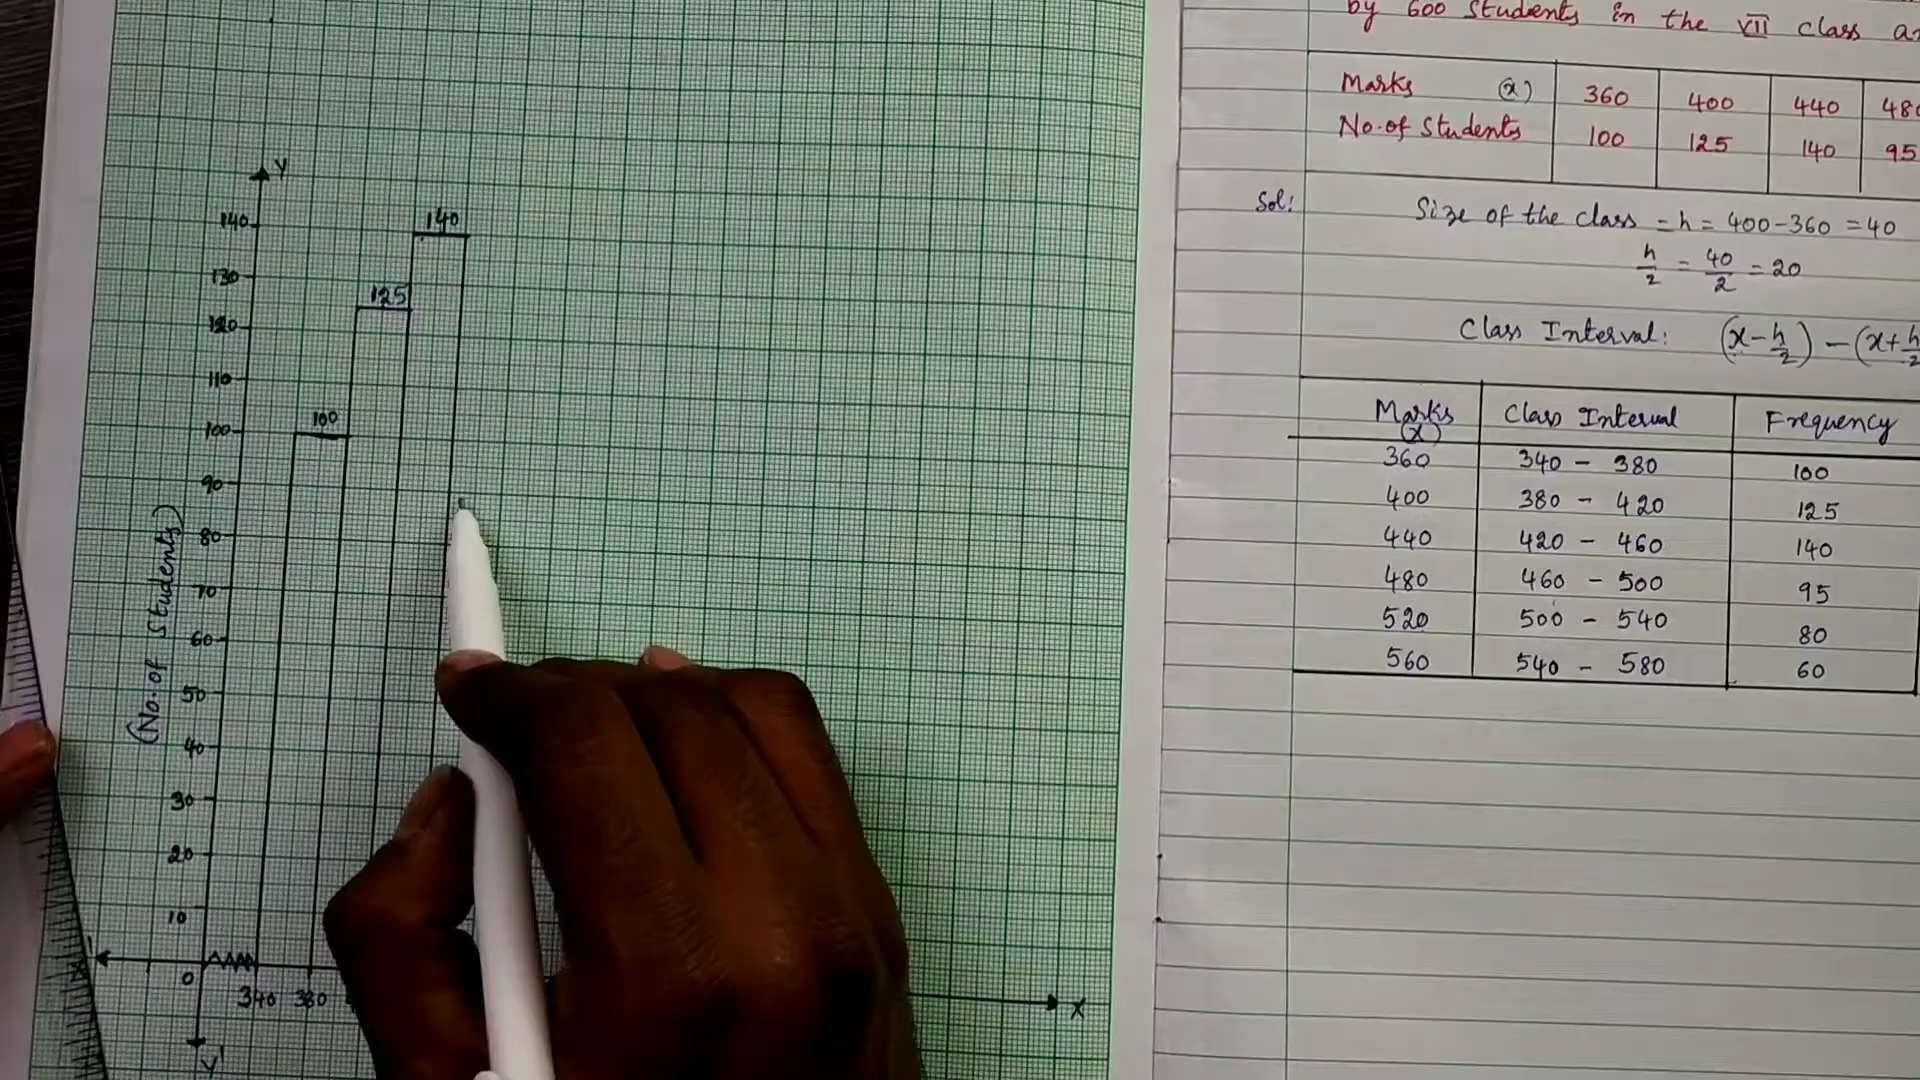 Y
140
130
120
110
100
90
80
70
60
50
40
30
20
10
0
(No. of Students)
100
125
140
340 380
X
X'
Y'
by 600 Students in the VII class
Marks (x) 360 400 440 480
No. of Students 100 125 140 95
Sol:
Size of the class = h = 400-360 = 40
h/2 = 40/2 = 20
Class Interval: (x-h/2) - (x+h/2
Marks (x) Class Interval Frequency
360 340 - 380 100
400 380 - 420 125
440 420 - 460 140
480 460 - 500 95
520 500 - 540 80
560 540 - 580 60